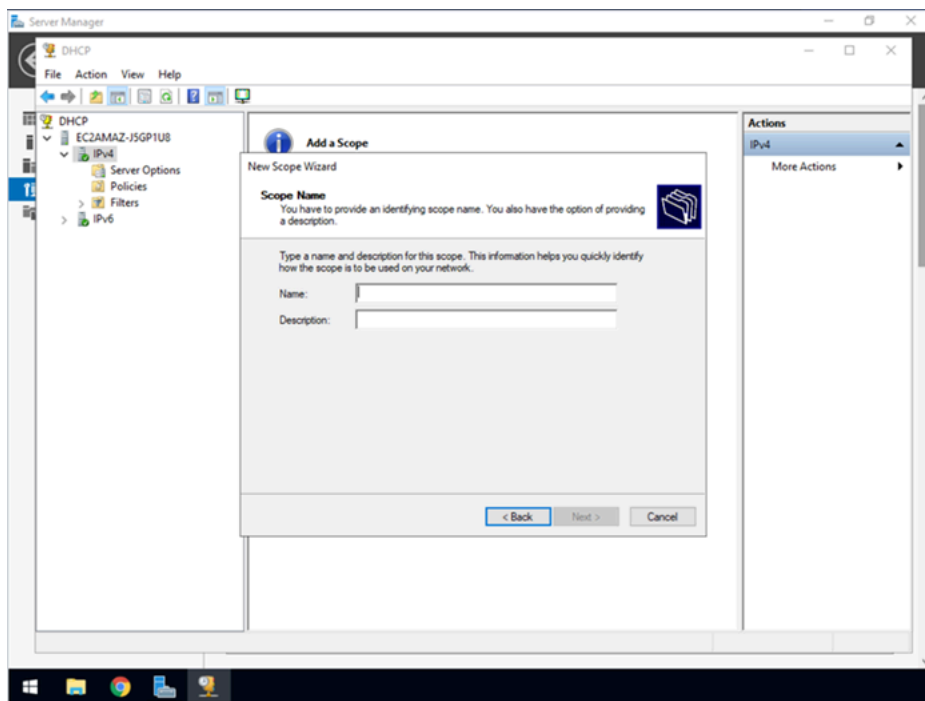 Server Manager
DHCP
File Action View Help
DHCP
EC2AMAZ-J5GP1U8
IPv4
Server Options
Policies
Filters
IPv6
Add a Scope
New Scope Wizard
Scope Name
You have to provide an identifying scope name. You also have the option of providing
a description.
Type a name and description for this scope. This information helps you quickly identify
how the scope is to be used on your network.
Name:
Description:
< Back Next > Cancel
Actions
IPv4
More Actions